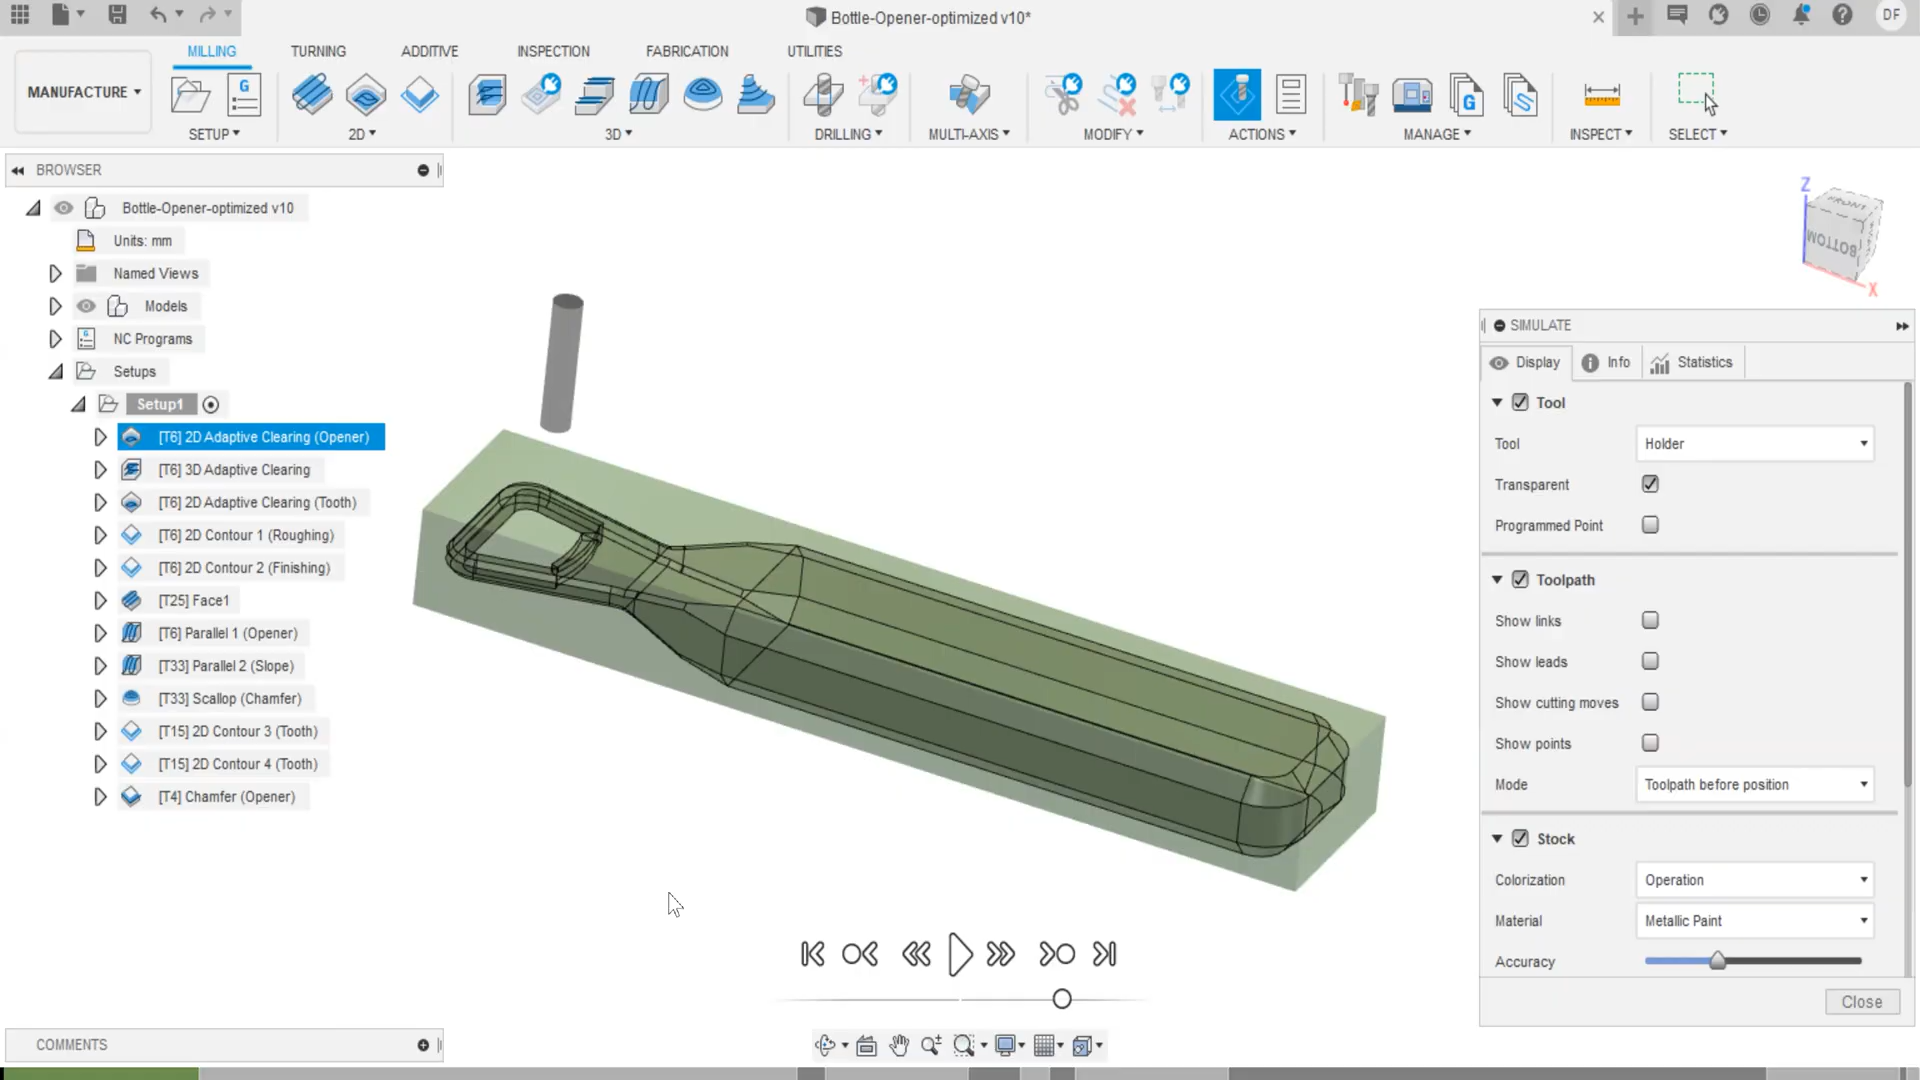 Bottle-Opener-optimized v10*
DF
MANUFACTURE
MILLING
TURNING
ADDITIVE
INSPECTION
FABRICATION
UTILITIES
G
G
SETUP
2D
3D
DRILLING
MULTI-AXIS
MODIFY
ACTIONS
MANAGE
INSPECT
SELECT
BROWSER
Bottle-Opener-optimized v10
Units: mm
Named Views
Models
NC Programs
Setups
Setup1
[T6] 2D Adaptive Clearing (Opener)
[T6] 3D Adaptive Clearing
[T6] 2D Adaptive Clearing (Tooth)
[T6] 2D Contour 1 (Roughing)
[T6] 2D Contour 2 (Finishing)
[T25] Face1
[T6] Parallel 1 (Opener)
[T33] Parallel 2 (Slope)
[T33] Scallop (Chamfer)
[T15] 2D Contour 3 (Tooth)
[T15] 2D Contour 4 (Tooth)
[T4] Chamfer (Opener)
Z
FRONT
BOTTOM
X
SIMULATE
Display
Info
Statistics
Tool
Tool Holder
Transparent
Programmed Point
Toolpath
Show links
Show leads
Show cutting moves
Show points
Mode Toolpath before position
Stock
Colorization Operation
Material Metallic Paint
Accuracy
Close
COMMENTS